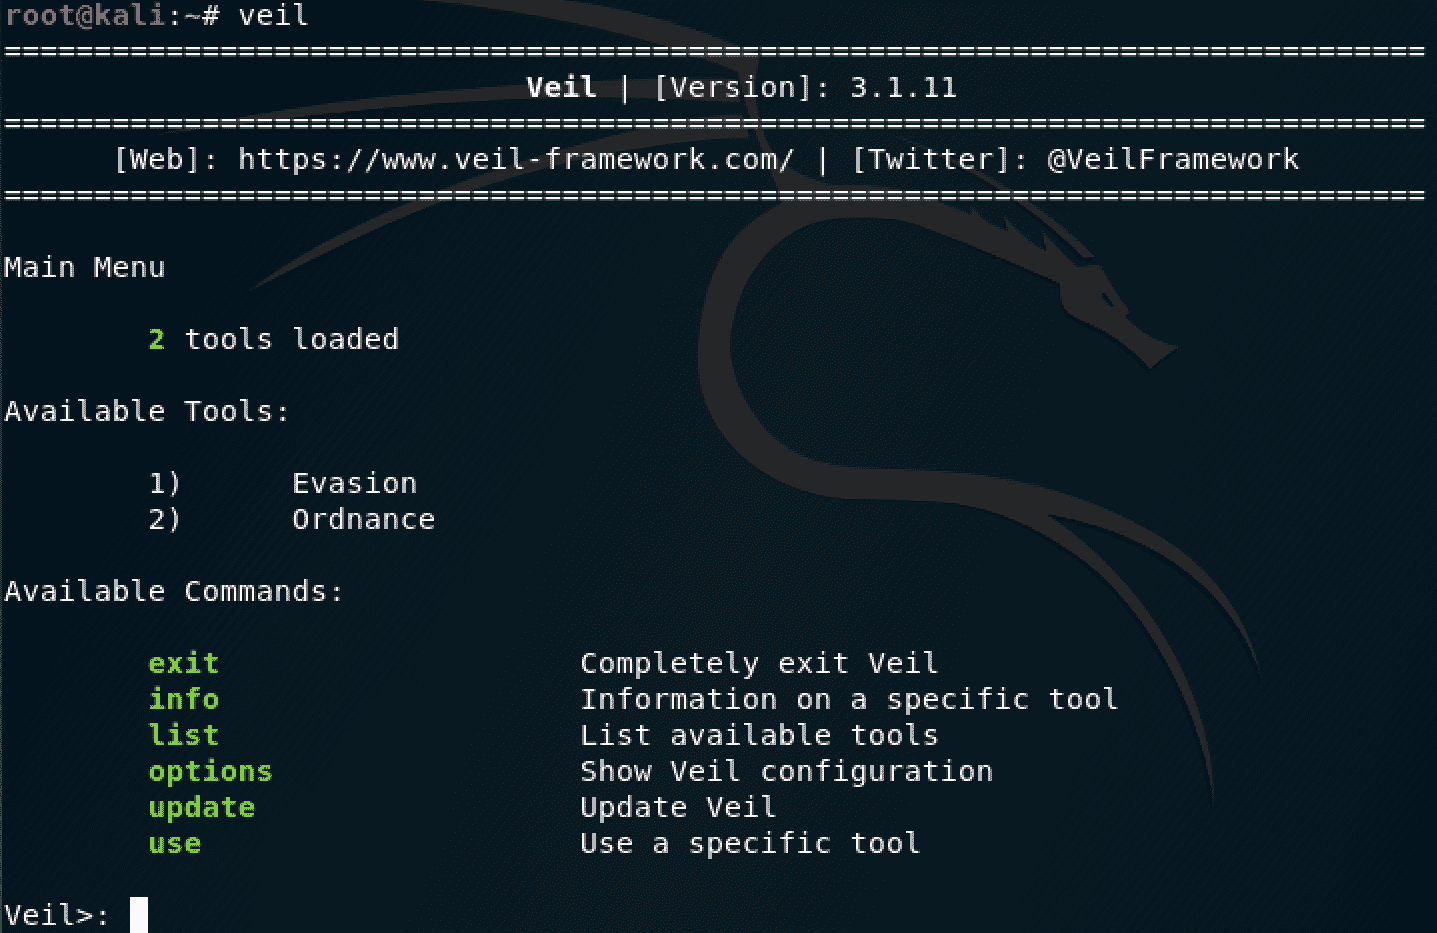 root@kali:~# veil
===============================================================================
Veil | [Version]: 3.1.11
===============================================================================
[Web]: https://www.veil-framework.com/ | [Twitter]: @VeilFramework
===============================================================================
Main Menu
2 tools loaded
Available Tools:
1) Evasion
2) Ordnance
Available Commands:
exit Completely exit Veil
info Information on a specific tool
list List available tools
options Show Veil configuration
update Update Veil
use Use a specific tool
Veil>: